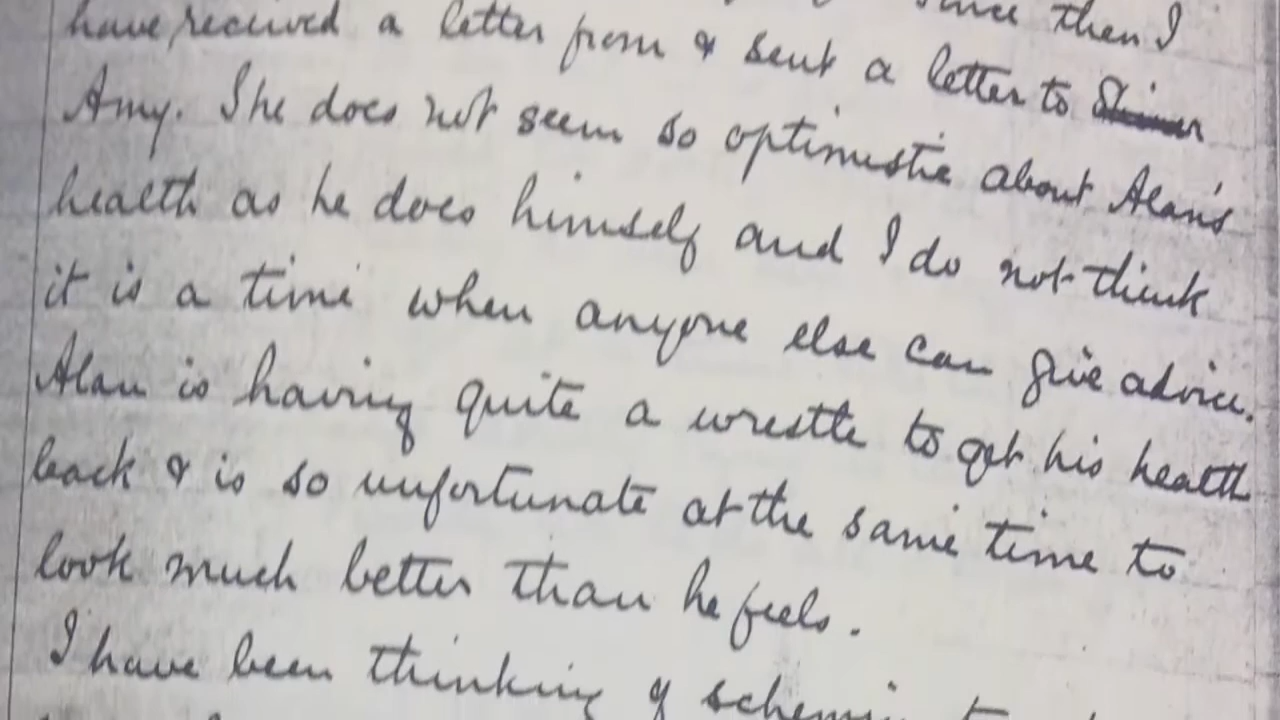 since then I
have received a letter from & sent a letter to
Amy. She does not seem so optimistic about Alan's
health as he does himself and I do not think
it is a time when anyone else can give advice.
Alan is having quite a wrestle to get his health
back & is so unfortunate at the same time to
look much better than he feels.
I have been thinking &